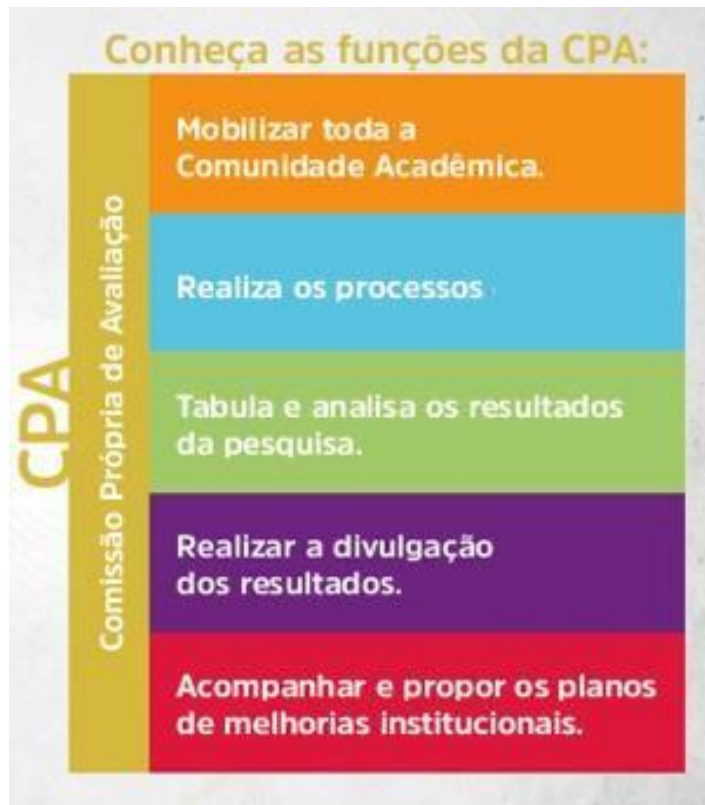 Conheça as funções da CPA:
CPA
Comissão Própria de Avaliação
Mobilizar toda a
Comunidade Acadêmica.
Realiza os processos
Tabula e analisa os resultados
da pesquisa.
Realizar a divulgação
dos resultados.
Acompanhar e propor os planos
de melhorias institucionais.